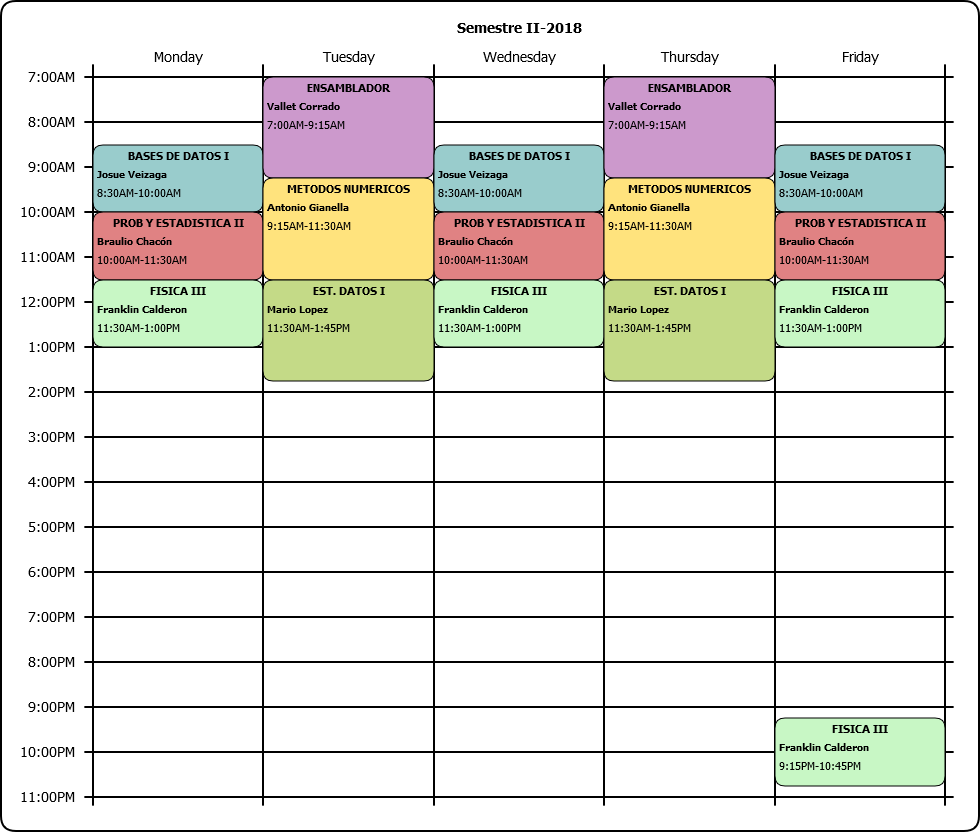 Semestre II-2018
Monday Tuesday Wednesday Thursday Friday
7:00AM
8:00AM
9:00AM
10:00AM
11:00AM
12:00PM
1:00PM
2:00PM
3:00PM
4:00PM
5:00PM
6:00PM
7:00PM
8:00PM
9:00PM
10:00PM
11:00PM
BASES DE DATOS I
Josue Veizaga
8:30AM-10:00AM
PROB Y ESTADISTICA II
Braulio Chacón
10:00AM-11:30AM
FISICA III
Franklin Calderon
11:30AM-1:00PM
ENSAMBLADOR
Vallet Corrado
7:00AM-9:15AM
METODOS NUMERICOS
Antonio Gianella
9:15AM-11:30AM
EST. DATOS I
Mario Lopez
11:30AM-1:45PM
BASES DE DATOS I
Josue Veizaga
8:30AM-10:00AM
PROB Y ESTADISTICA II
Braulio Chacón
10:00AM-11:30AM
FISICA III
Franklin Calderon
11:30AM-1:00PM
ENSAMBLADOR
Vallet Corrado
7:00AM-9:15AM
METODOS NUMERICOS
Antonio Gianella
9:15AM-11:30AM
EST. DATOS I
Mario Lopez
11:30AM-1:45PM
BASES DE DATOS I
Josue Veizaga
8:30AM-10:00AM
PROB Y ESTADISTICA II
Braulio Chacón
10:00AM-11:30AM
FISICA III
Franklin Calderon
11:30AM-1:00PM
FISICA III
Franklin Calderon
9:15PM-10:45PM